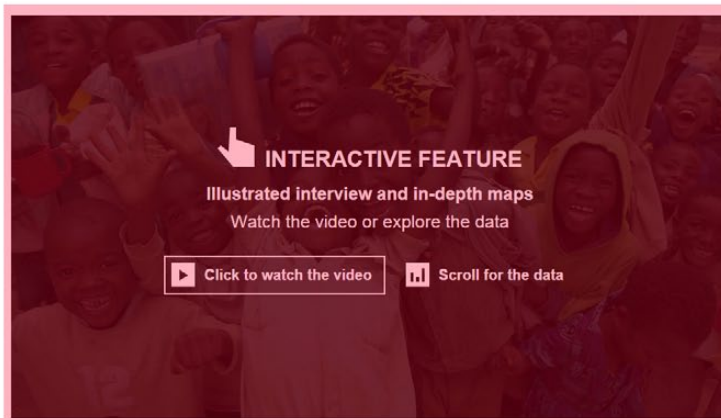 INTERACTIVE FEATURE
Illustrated interview and in-depth maps
Watch the video or explore the data
Click to watch the video
Scroll for the data